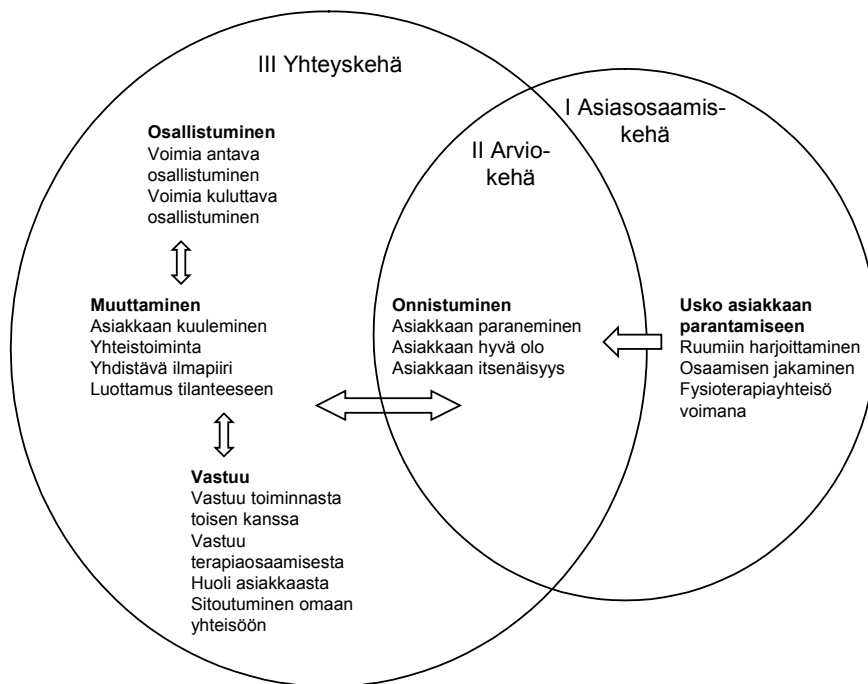 III Yhteyskehä
Osallistuminen
Voimia antava
osallistuminen
Voimia kuluttava
osallistuminen
Muuttaminen
Asiakkaan kuuleminen
Yhteistoiminta
Yhdistävä ilmapiiri
Luottamus tilanteeseen
Vastuu
Vastuu toiminnasta
toisen kanssa
Vastuu
terapiaosaamisesta
Huoli asiakkaasta
Sitoutuminen omaan
yhteisöön
II Arvio-
kehä
Onnistuminen
Asiakkaan paraneminen
Asiakkaan hyvä olo
Asiakkaan itsenäisyys
I Asiasosaamis-
kehä
Usko asiakkaan
parantamiseen
Ruumiin harjoittaminen
Osaamisen jakaminen
Fysioterapiayhteisö
voimana